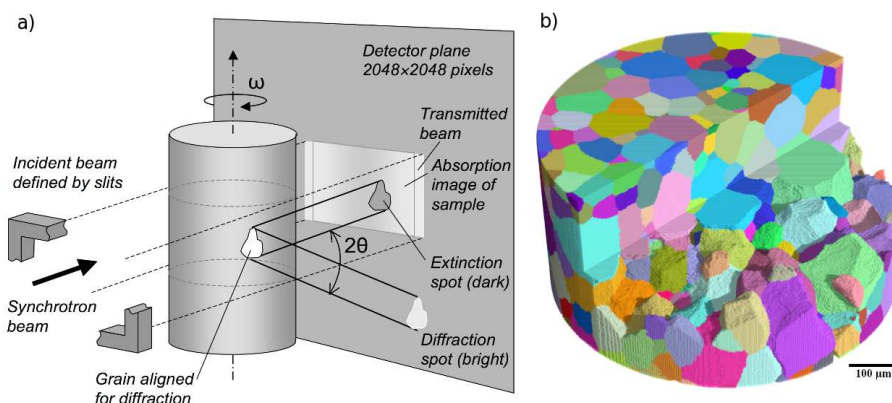 a)
Detector plane
2048×2048 pixels
ω
Transmitted
beam
Absorption
image of
sample
Incident beam
defined by slits
2θ
Extinction
spot (dark)
Synchrotron
beam
Diffraction
spot (bright)
Grain aligned
for diffraction
b)
100 μm